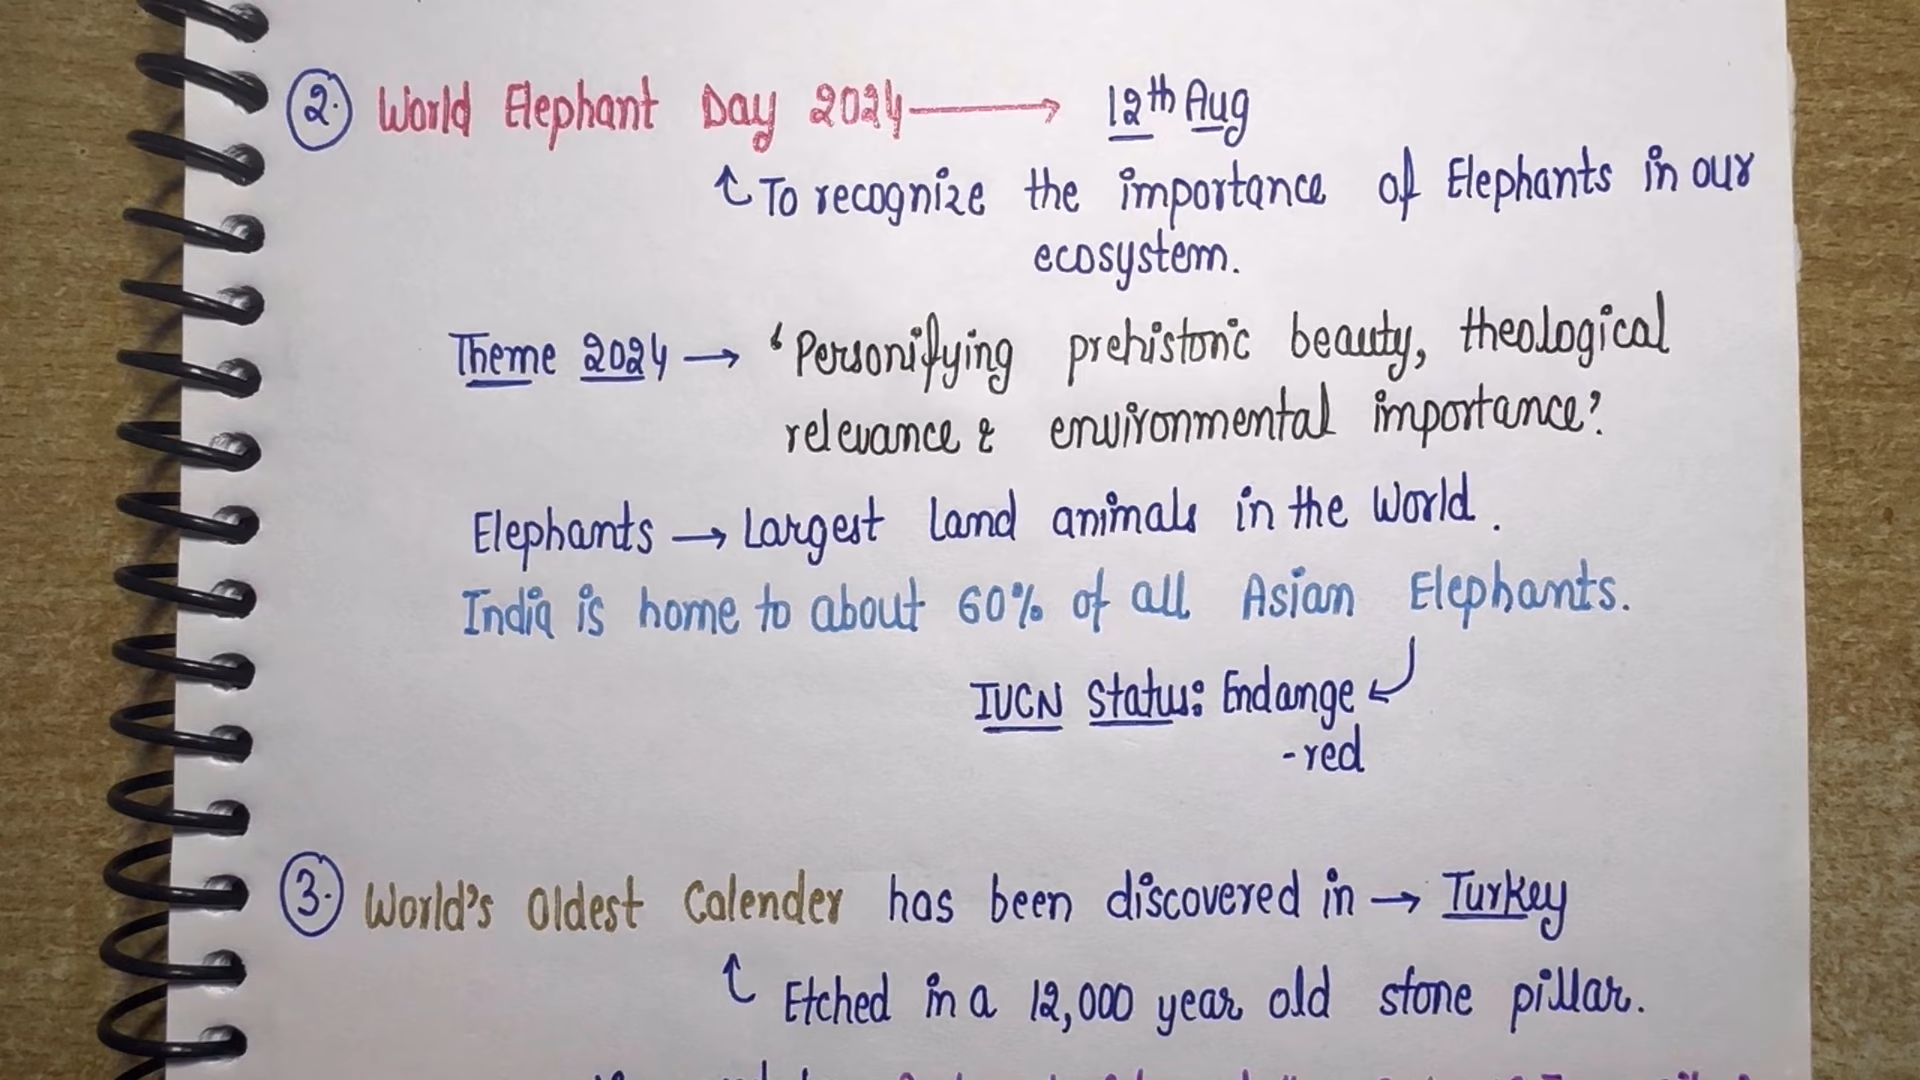 2. World Elephant Day 2024 → 12th Aug
↑ To recognize the importance of Elephants in our
ecosystem.
Theme 2024 → 'Personifying prehistoric beauty, theological
relevance & environmental importance'.
Elephants → Largest land animals in the World.
India is home to about 60% of all Asian Elephants.
IUCN Status: Endange
-red
3. World's Oldest Calender has been discovered in → Turkey
↑ Etched in a 12,000 year old stone pillar.